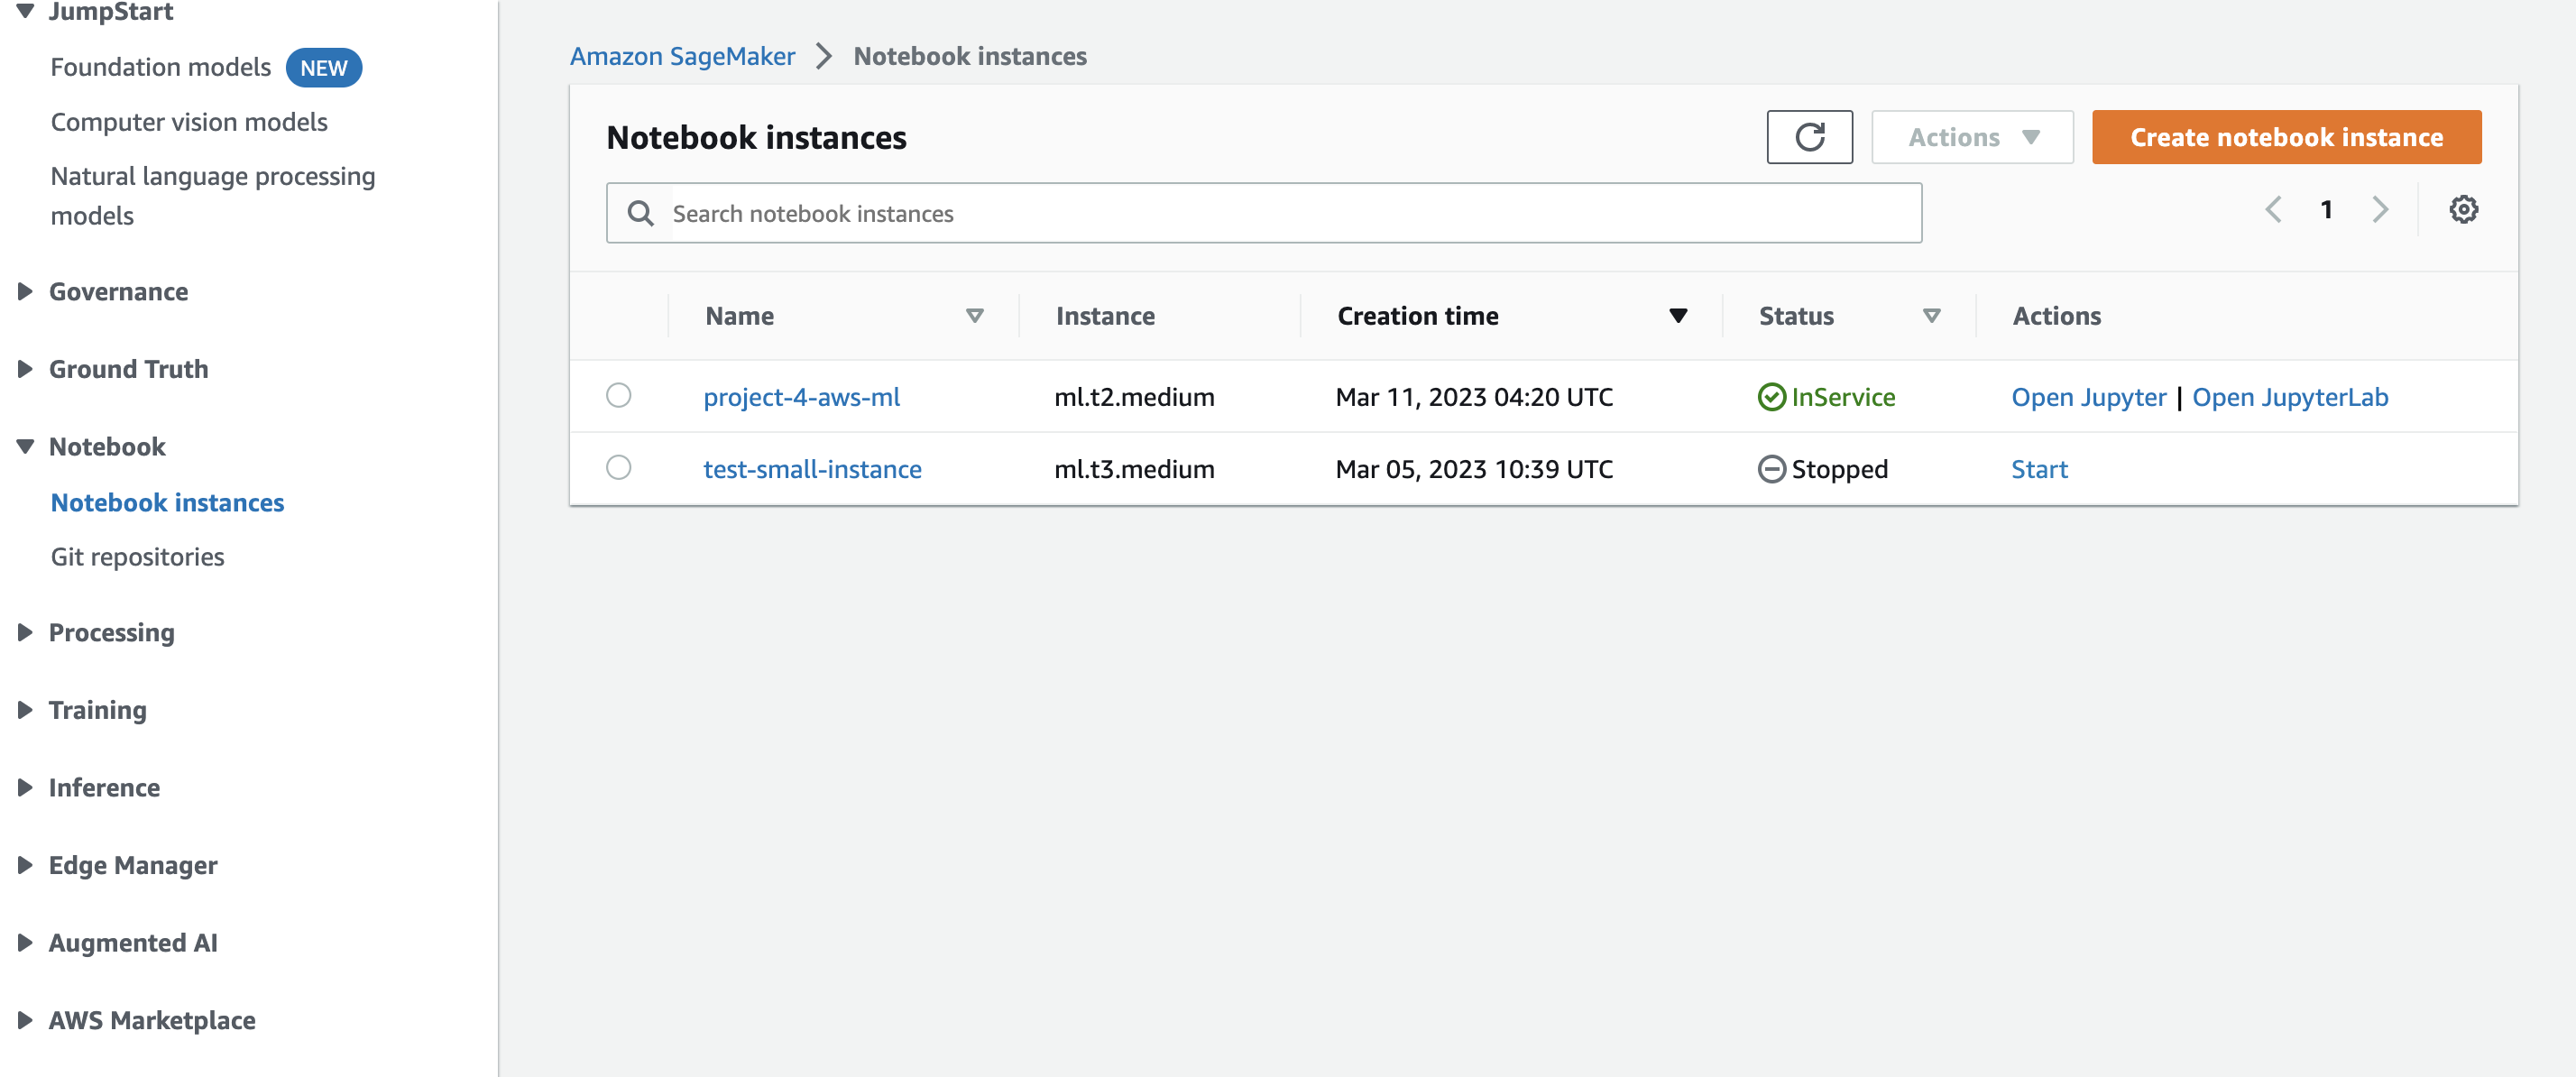 JumpStart
Foundation models NEW
Computer vision models
Natural language processing
models
Governance
Ground Truth
Notebook
Notebook instances
Git repositories
Processing
Training
Inference
Edge Manager
Augmented AI
AWS Marketplace
Amazon SageMaker Notebook instances
Notebook instances Actions Create notebook instance
Search notebook instances 1
Name Instance Creation time Status Actions
project-4-aws-ml ml.t2.medium Mar 11, 2023 04:20 UTC InService Open Jupyter | Open JupyterLab
test-small-instance ml.t3.medium Mar 05, 2023 10:39 UTC Stopped Start